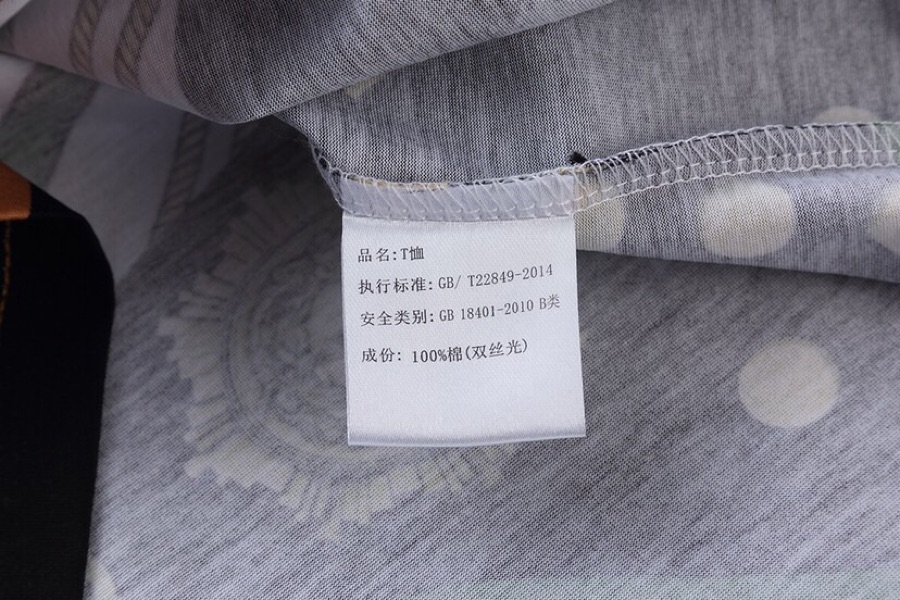 品名:T恤
执行标准: GB/ T22849-2014
安全类别: GB 18401-2010 B类
成份: 100%棉(双丝光)